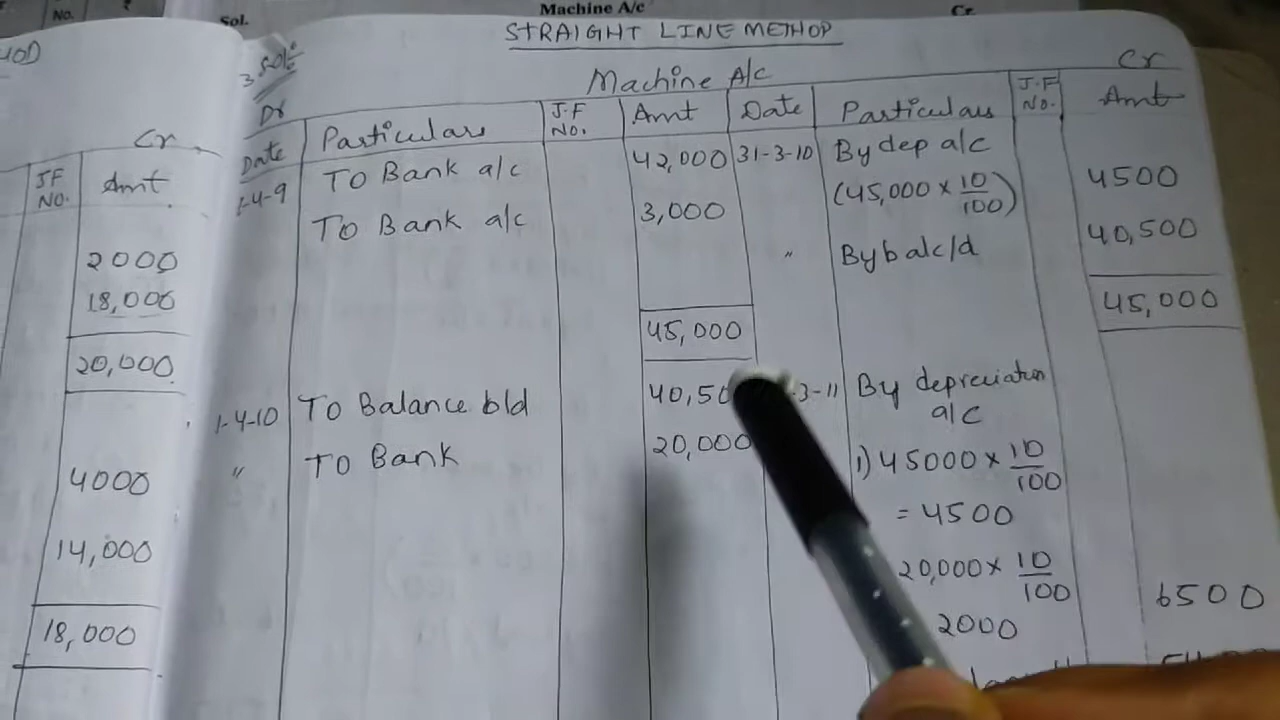 No.
Sol.
Machine A/c
Cr
STRAIGHT LINE METHOD
3 Sol:
Machine A/c
Dr
Cr
Date Particulars J.F NO. Amt Date Particulars J.F NO. Amt
1-4-9 TO Bank a/c 42,000 31-3-10 By dep a/c
(45,000 × 10/100) 4500
TO Bank a/c 3,000
" By bal c/d 40,500
45,000 45,000
1-4-10 TO Balance b/d By depreciation a/c
" TO Bank 20,000 1) 45000 × 10/100
= 4500
20,000 × 10/100
2000 6500
Cr
JF NO. Amt
2000
18,000
20,000
4000
14,000
18,000